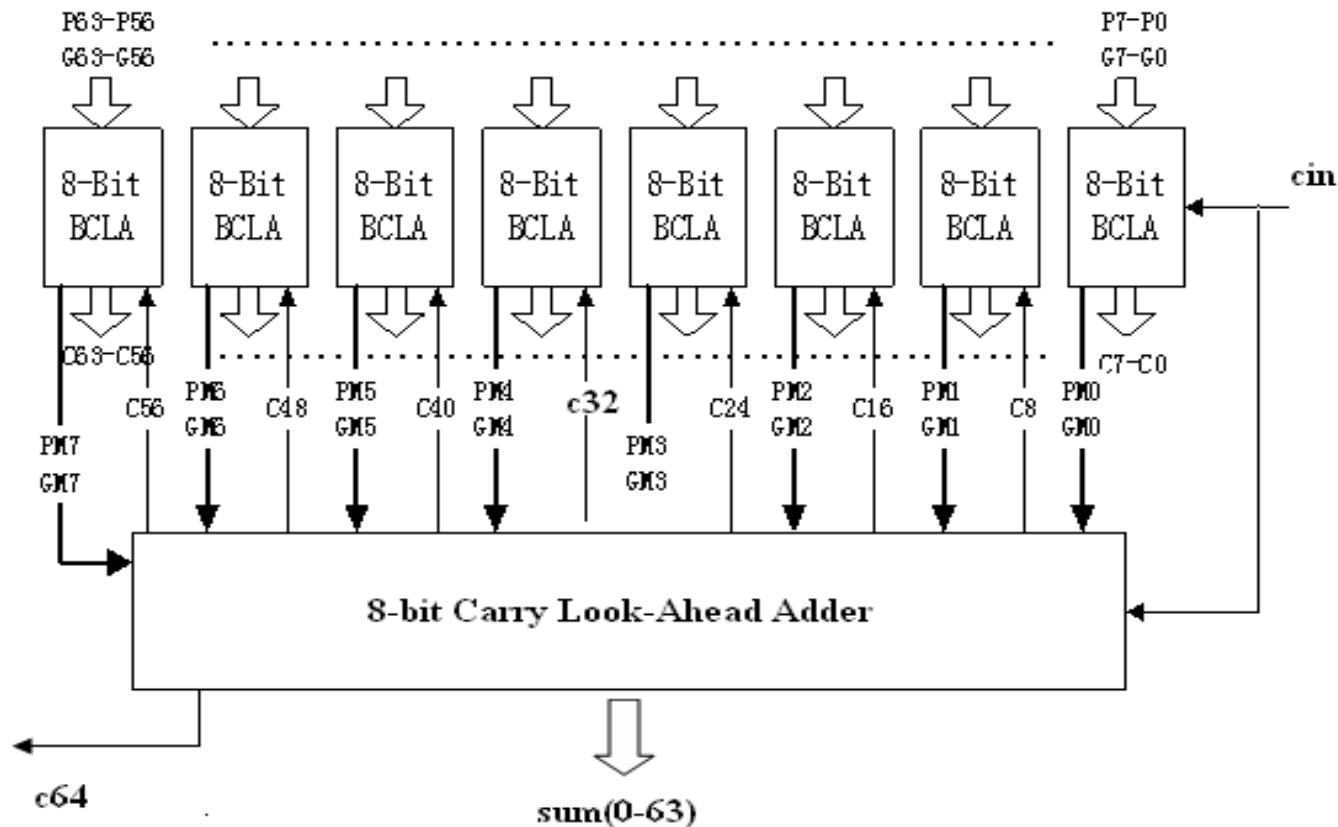 P63-P56
G63-G56
P7-P0
G7-G0
8-Bit
BCLA
8-Bit
BCLA
8-Bit
BCLA
8-Bit
BCLA
8-Bit
BCLA
8-Bit
BCLA
8-Bit
BCLA
8-Bit
BCLA
cin
C63-C56
C7-C0
PM7
GM7
C56
PM6
GM6
C48
PM5
GM5
C40
PM4
GM4
c32
PM3
GM3
C24
PM2
GM2
C16
PM1
GM1
C8
PM0
GM0
8-bit Carry Look-Ahead Adder
c64
sum(0-63)